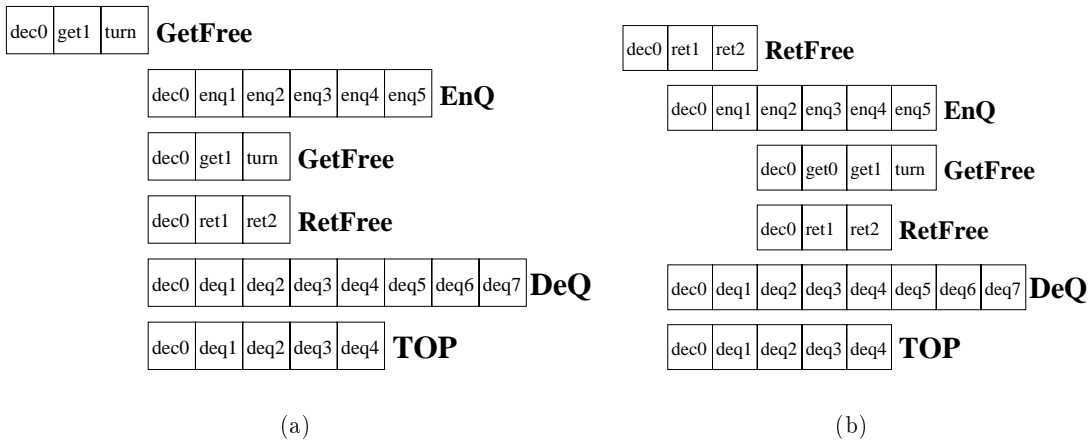 dec0 get1 turn GetFree
dec0 enq1 enq2 enq3 enq4 enq5 EnQ
dec0 get1 turn GetFree
dec0 ret1 ret2 RetFree
dec0 deq1 deq2 deq3 deq4 deq5 deq6 deq7 DeQ
dec0 deq1 deq2 deq3 deq4 TOP
(a)
dec0 ret1 ret2 RetFree
dec0 enq1 enq2 enq3 enq4 enq5 EnQ
dec0 get0 get1 turn GetFree
dec0 ret1 ret2 RetFree
dec0 deq1 deq2 deq3 deq4 deq5 deq6 deq7 DeQ
dec0 deq1 deq2 deq3 deq4 TOP
(b)